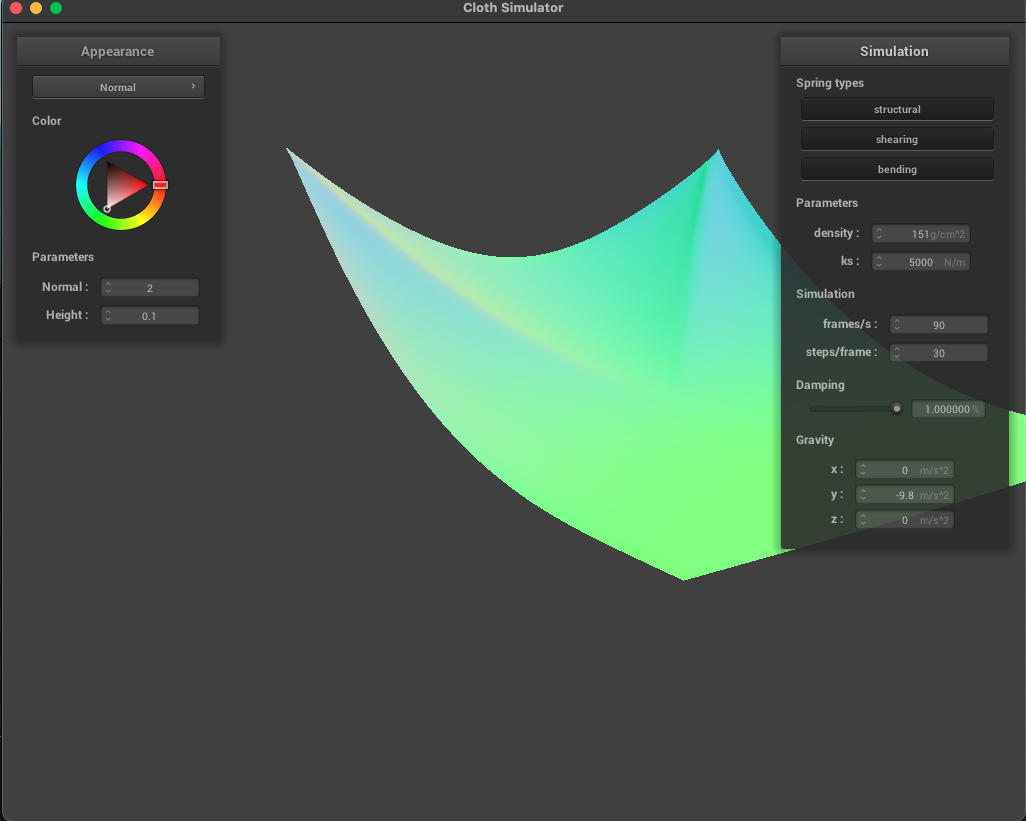 Cloth Simulator
Appearance
Normal
Color
Parameters
Normal : 2
Height : 0.1
Simulation
Spring types
structural
shearing
bending
Parameters
density : 151g/cm^2
ks : 5000 N/m
Simulation
frames/s : 90
steps/frame : 30
Damping
1.000000 %
Gravity
x : 0 m/s^2
y : -9.8 m/s^2
z : 0 m/s^2